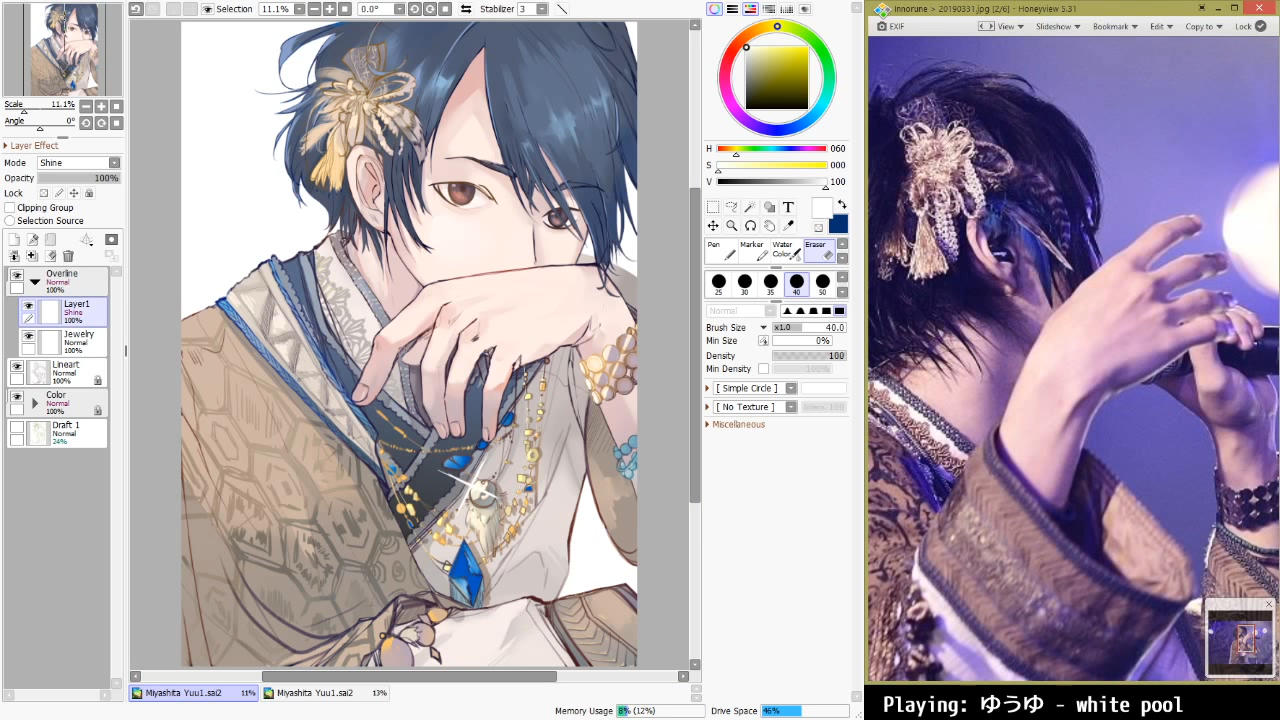 Selection 11.1% 0.0° Stabilizer 3
Innorune > 20190331.jpg [2/6] - Honeyview 5.31
EXIF View Slideshow Bookmark Edit Copy to Lock
Scale 11.1%
Angle 0°
Layer Effect
Mode Shine
Opacity 100%
Lock
Clipping Group
Selection Source
Overline
Normal
100%
Layer1
Shine
100%
Jewelry
Normal
100%
Lineart
Normal
100%
Color
Normal
100%
Draft 1
Normal
24%
H 060
S 000
V 100
Pen Marker Water Color Eraser
25 30 35 40 50
Normal
Brush Size x1.0 40.0
Min Size 0%
Density 100
Min Density 100%
[ Simple Circle ]
[ No Texture ]
Miscellaneous
Miyashita Yuu1.sai2 11% Miyashita Yuu1.sai2 13%
Memory Usage 8% (12%) Drive Space 46%
Playing: ゆうゆ - white pool